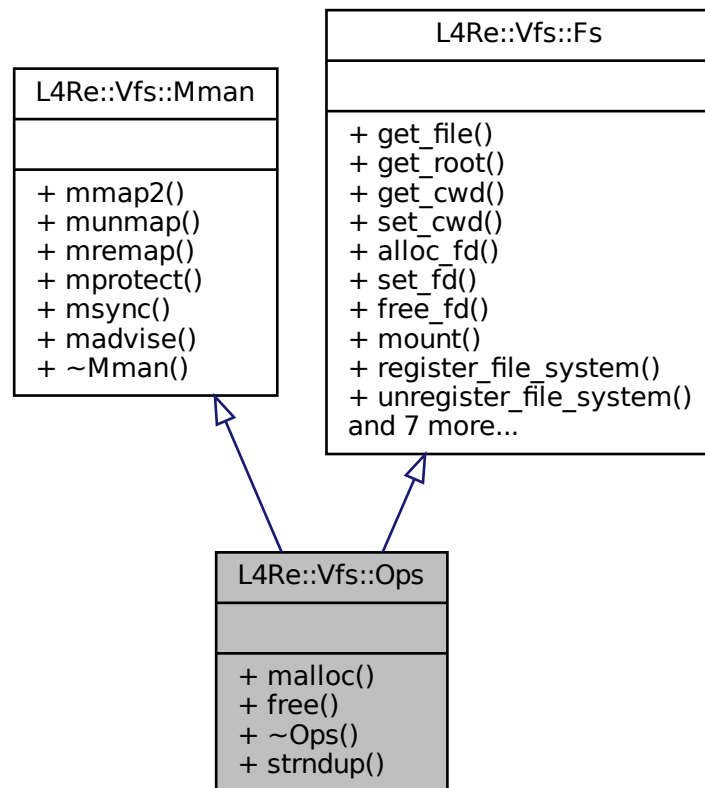 L4Re::Vfs::Mman
+ mmap2()
+ munmap()
+ mremap()
+ mprotect()
+ msync()
+ madvise()
+ ~Mman()
L4Re::Vfs::Fs
+ get_file()
+ get_root()
+ get_cwd()
+ set_cwd()
+ alloc_fd()
+ set_fd()
+ free_fd()
+ mount()
+ register_file_system()
+ unregister_file_system()
and 7 more...
L4Re::Vfs::Ops
+ malloc()
+ free()
+ ~Ops()
+ strndup()